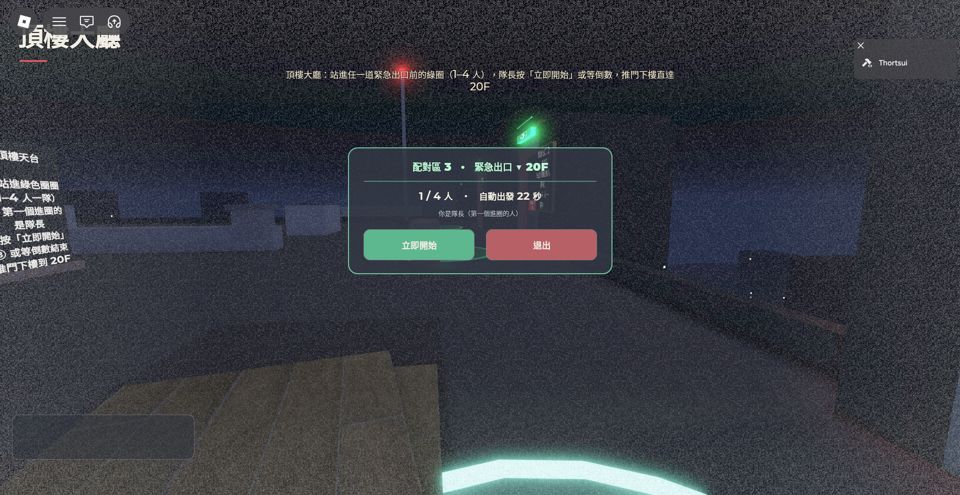 頂樓大廳
頂樓大廳：站進任一道緊急出口前的綠圈（1–4 人），隊長按「立即開始」或等倒數，推門下樓直達
20F
Thortsui
配對區 3 • 緊急出口 ▼ 20F
1 / 4 人 • 自動出發 22 秒
你是隊長（第一個進圈的人）
立即開始
退出
頂樓天台
站進綠色圈圈
1–4 人一隊）
第一個進圈的
是隊長
按「立即開始」
或等倒數結束
推門下樓到 20F